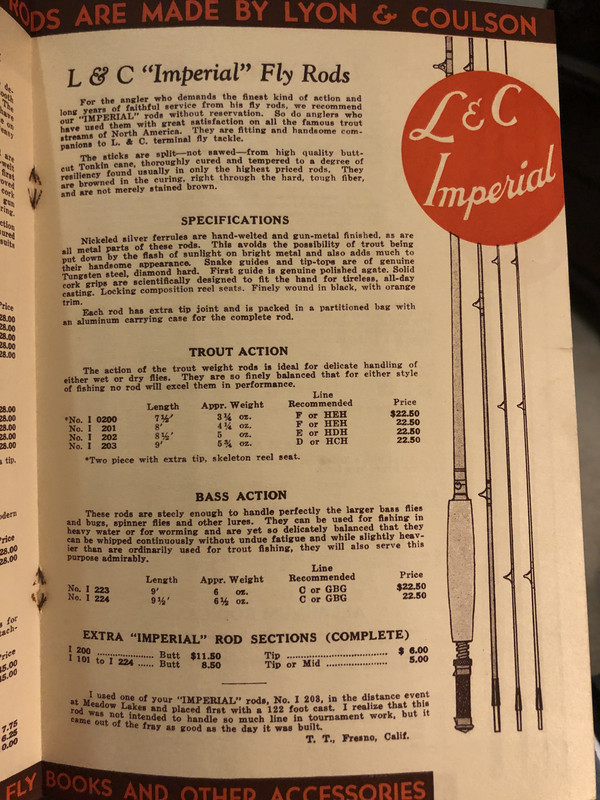 RODS ARE MADE BY LYON & COULSON
L & C "Imperial" Fly Rods
For the angler who demands the finest kind of action and
long years of faithful service from his fly rods, we recommend
our "IMPERIAL" rods without reservation. So do anglers who
have used them with great satisfaction on all the famous trout
streams of North America. They are fitting and handsome com-
panions to L. & C. terminal fly tackle.
The sticks are split—not sawed—from high quality butt-
cut Tonkin cane, thoroughly cured and tempered to a degree of
resiliency found usually in only the highest priced rods. They
are browned in the curing, right through the hard, tough fiber,
and are not merely stained brown.
L & C
Imperial
SPECIFICATIONS
Nickeled silver ferrules are hand-welted and gun-metal finished, as are
all metal parts of these rods. This avoids the possibility of trout being
put down by the flash of sunlight on bright metal and also adds much to
their handsome appearance. Snake guides and tip-tops are of genuine
Tungsten steel, diamond hard. First guide is genuine polished agate. Solid
cork grips are scientifically designed to fit the hand for tireless, all-day
casting. Locking composition reel seats. Finely wound in black, with orange
trim.
Each rod has extra tip joint and is packed in a partitioned bag with
an aluminum carrying case for the complete rod.
TROUT ACTION
The action of the trout weight rods is ideal for delicate handling of
either wet or dry flies. They are so finely balanced that for either style
of fishing no rod will excel them in performance.
Length Appr. Weight Line Recommended Price
*No. I 0200 7½' 3¾ oz. F or HEH $22.50
No. I 201 8' 4¼ oz. F or HEH 22.50
No. I 202 8½' 5 oz. E or HDH 22.50
No. I 203 9' 5¾ oz. D or HCH 22.50
*Two piece with extra tip, skeleton reel seat.
BASS ACTION
These rods are steely enough to handle perfectly the larger bass flies
and bugs, spinner flies and other lures. They can be used for fishing in
heavy water or for worming and are yet so delicately balanced that they
can be whipped continuously without undue fatigue and while slightly heav-
ier than are ordinarily used for trout fishing, they will also serve this
purpose admirably.
Length Appr. Weight Line Recommended Price
No. I 223 9' 6 oz. C or GBG $22.50
No. I 224 9½' 6½ oz. C or GBG 22.50
EXTRA "IMPERIAL" ROD SECTIONS (COMPLETE)
I 200 .................. Butt $11.50 Tip ........................ $ 6.00
I 101 to I 224 ...... Butt 8.50 Tip or Mid .................... 5.00
I used one of your "IMPERIAL" rods, No. I 203, in the distance event
at Meadow Lakes and placed first with a 122 foot cast. I realize that this
rod was not intended to handle so much line in tournament work, but it
came out of the fray as good as the day it was built.
T. T., Fresno, Calif.
FLY BOOKS AND OTHER ACCESSORIES